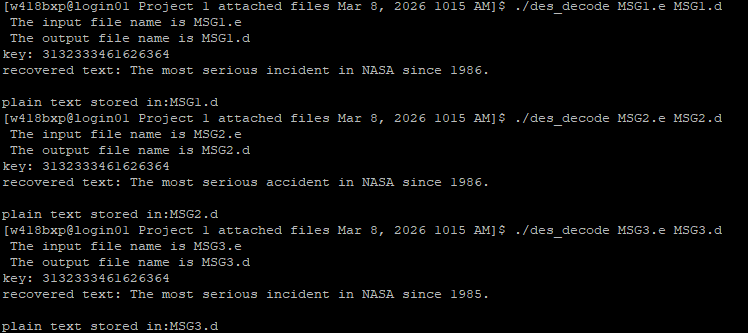 [w418bxp@login01 Project 1 attached files Mar 8, 2026 1015 AM]$ ./des_decode MSG1.e MSG1.d
 The input file name is MSG1.e
 The output file name is MSG1.d
key: 3132333461626364
recovered text: The most serious incident in NASA since 1986.

plain text stored in:MSG1.d
[w418bxp@login01 Project 1 attached files Mar 8, 2026 1015 AM]$ ./des_decode MSG2.e MSG2.d
 The input file name is MSG2.e
 The output file name is MSG2.d
key: 3132333461626364
recovered text: The most serious accident in NASA since 1986.

plain text stored in:MSG2.d
[w418bxp@login01 Project 1 attached files Mar 8, 2026 1015 AM]$ ./des_decode MSG3.e MSG3.d
 The input file name is MSG3.e
 The output file name is MSG3.d
key: 3132333461626364
recovered text: The most serious incident in NASA since 1985.

plain text stored in:MSG3.d